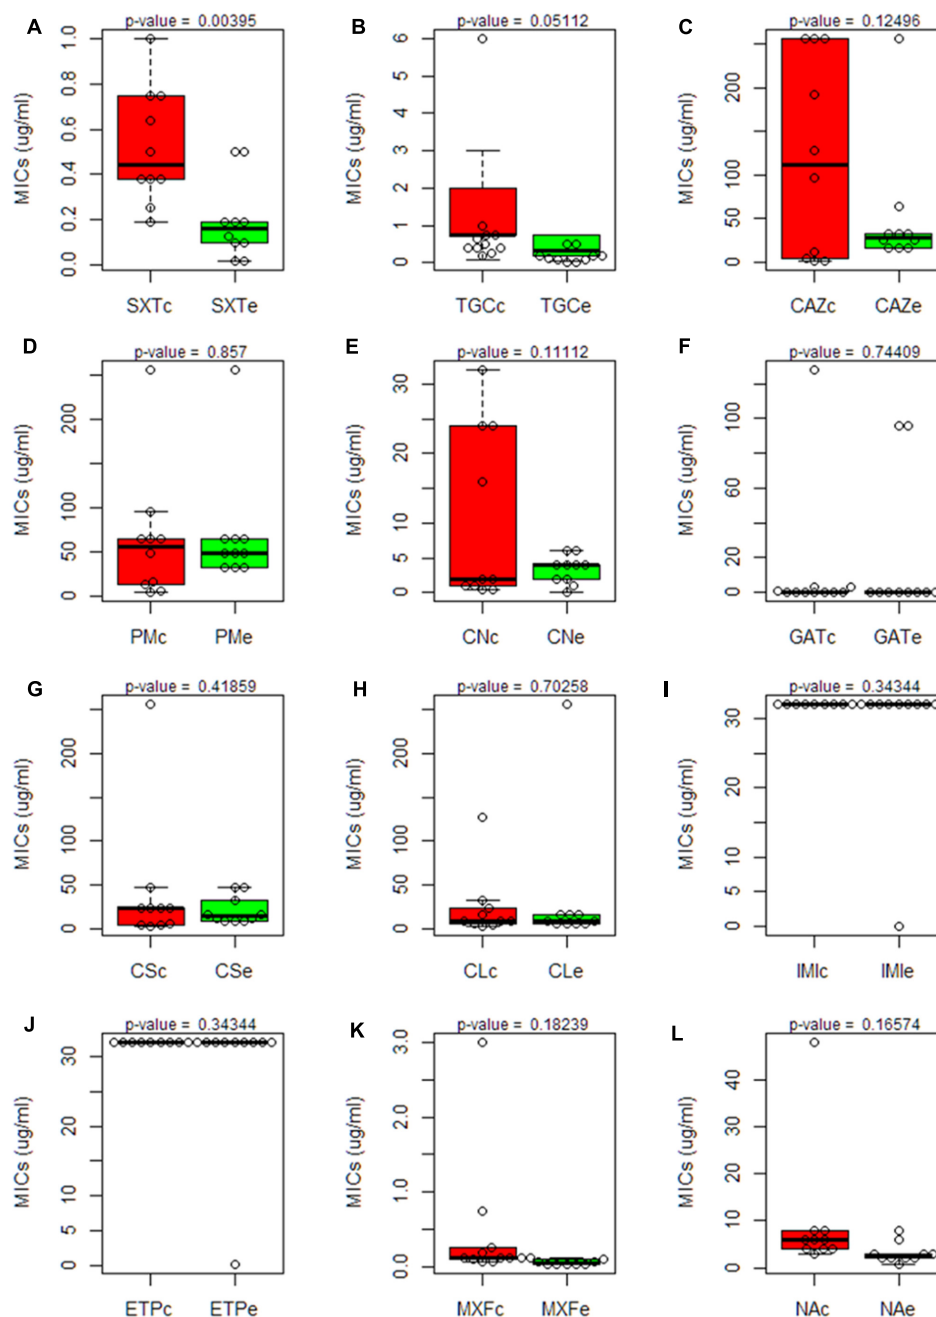 A
p-value = 0.00395
MICs (ug/ml)
0.0 0.2 0.4 0.6 0.8 1.0
SXTc SXTe
B
p-value = 0.05112
MICs (ug/ml)
0 1 2 3 4 5 6
TGCc TGCe
C
p-value = 0.12496
MICs (ug/ml)
0 50 100 200
CAZc CAZe
D
p-value = 0.857
MICs (ug/ml)
0 50 100 200
PMc PMe
E
p-value = 0.11112
MICs (ug/ml)
0 5 10 20 30
CNc CNe
F
p-value = 0.74409
MICs (ug/ml)
0 20 60 100
GATc GATe
G
p-value = 0.41859
MICs (ug/ml)
0 50 100 200
CSc CSe
H
p-value = 0.70258
MICs (ug/ml)
0 50 100 200
CLc CLe
I
p-value = 0.34344
MICs (ug/ml)
0 5 10 20 30
IMIc IMIe
J
p-value = 0.34344
MICs (ug/ml)
0 5 10 20 30
ETPc ETPe
K
p-value = 0.18239
MICs (ug/ml)
0.0 1.0 2.0 3.0
MXFc MXFe
L
p-value = 0.16574
MICs (ug/ml)
0 10 20 30 40
NAc NAe